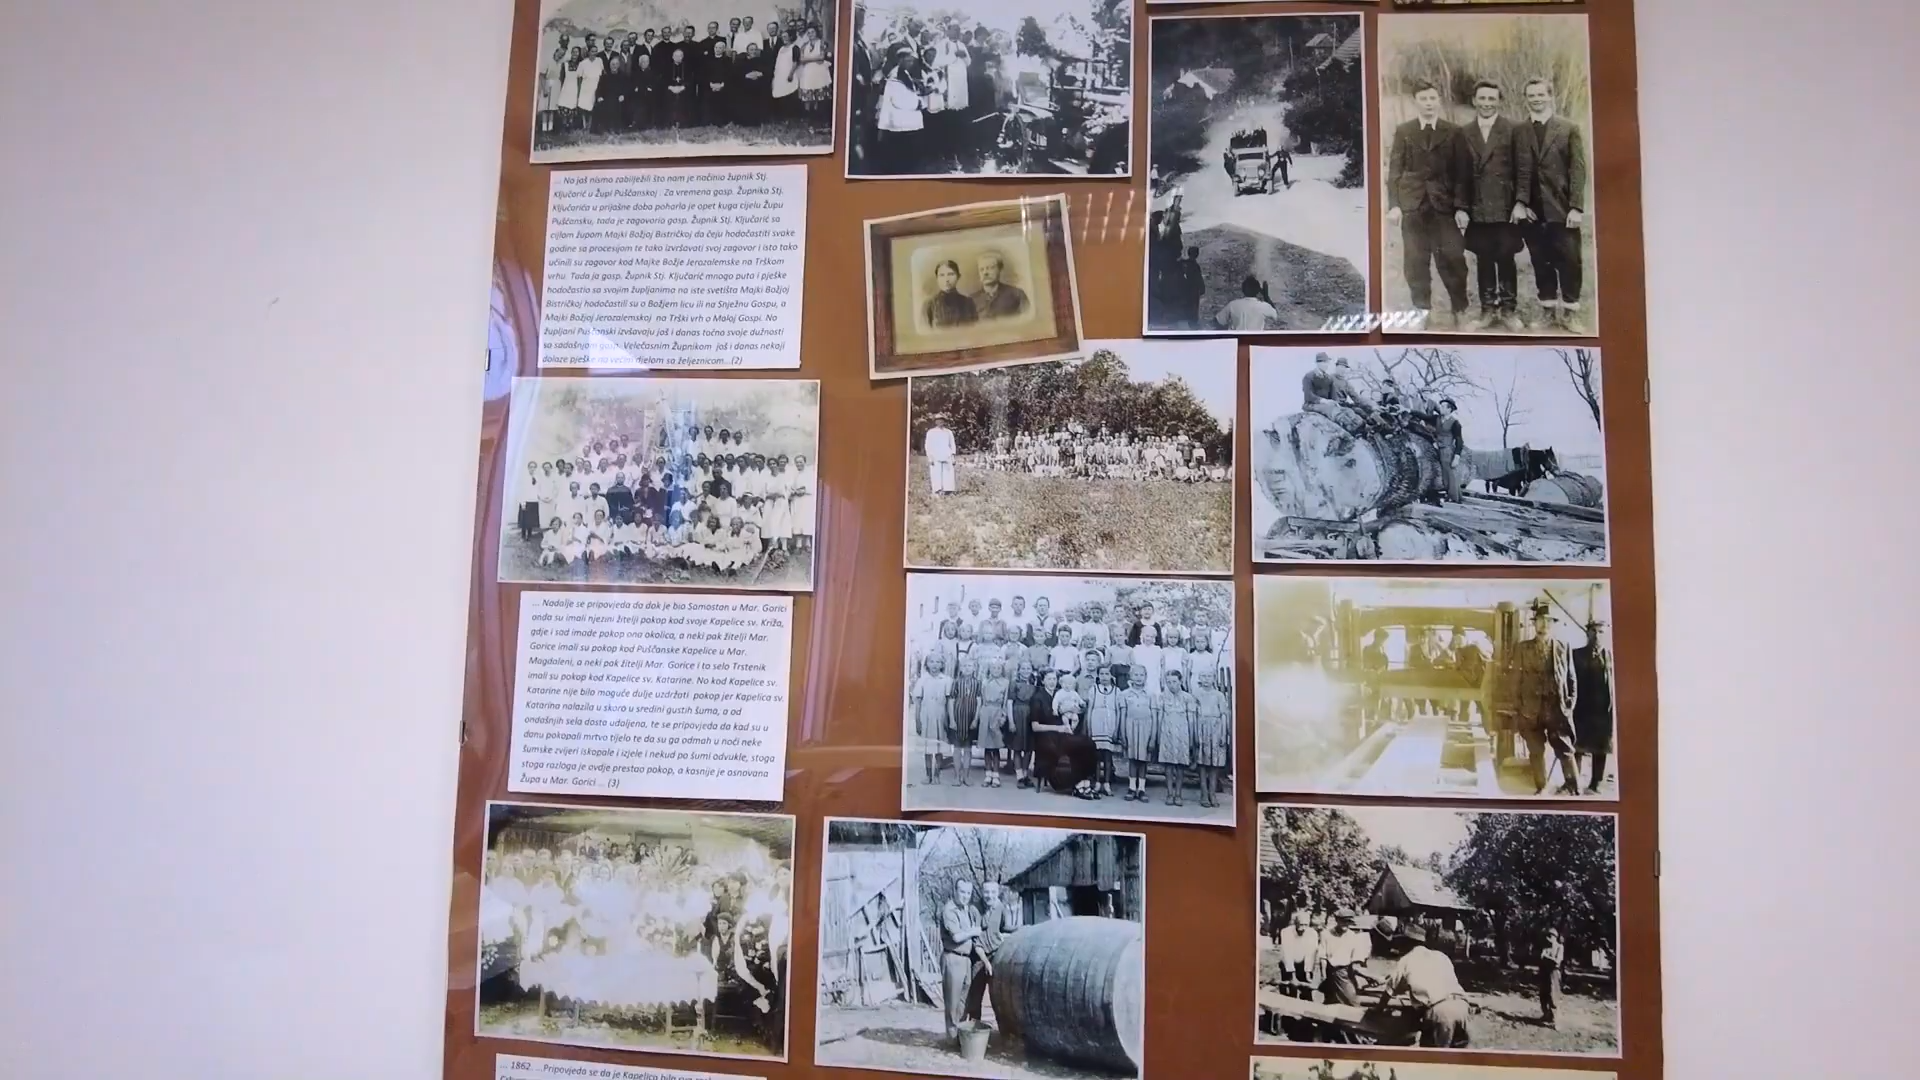 ... No jaš nismo zabilježili što nam je načinio župnik Stj.
Ključarić u Župi Pušćanskoj . Za vremena gosp. Župnika Stj.
Ključarića u prijašne doba poharla je opet kuga cijelu Župu
Pušćansku, tada je zagovorio gosp. Župnik Stj. Ključarić sa
cijlom župom Majki Božjoj Bistričkoj da ćeju hodočastiti svake
godine sa procesijom te tako izvršavati svoj zagovor i isto tako
učinili su zagovor kod Majke Božje Jerozalemske na Trškom
vrhu. Tada je gosp. Župnik Stj. Ključarić mnogo puta i pješke
hodočastio sa svojim župljanima na iste svetišta Majki Božjoj
Bistričkoj hodočastili su o Božjem licu ili na Snježnu Gospu, a
Majki Božjoj Jerozalemskoj na Trški vrh o Maloj Gospi. No
župljani Pušćanski izvšavaju još i danas točno svoje dužnosti
sa sadašnjom gosp. Velečasnim Župnikom još i danas nekoji
dolaze pješke na većim dijelom sa željeznicom...(2)
... Nadalje se pripovjeda da dok je bio Samostan u Mar. Gorici
onda su imali njezini žitelji pokop kod svoje Kapelice sv. Križa,
gdje i sad imade pokop ona okolica, a neki pak žitelji Mar.
Gorice imali su pokop kod Pušćanske Kapelice u Mar.
Magdaleni, a neki pak žitelji Mar. Gorice i to selo Trstenik
imali su pokop kod Kapelice sv. Katarine. No kod Kapelice sv.
Katarine nije bilo moguće dulje uzdržati pokop jer Kapelica sv.
Katarina nalazila u skoro u sredini gustih šuma, a od
ondašnjih sela dosta udaljena, te se pripovjeda da kad su u
danu pokopali mrtvo tijelo te da su ga odmah u noći neke
šumske zvijeri iskopale i izjele i nekud po šumi odvukle, stoga
stoga razloga je ovdje prestao pokop, a kasnije je osnovana
Župa u Mar. Gorici ... (3)
... 1862. ...Pripovjeda se da je Kapelica bila